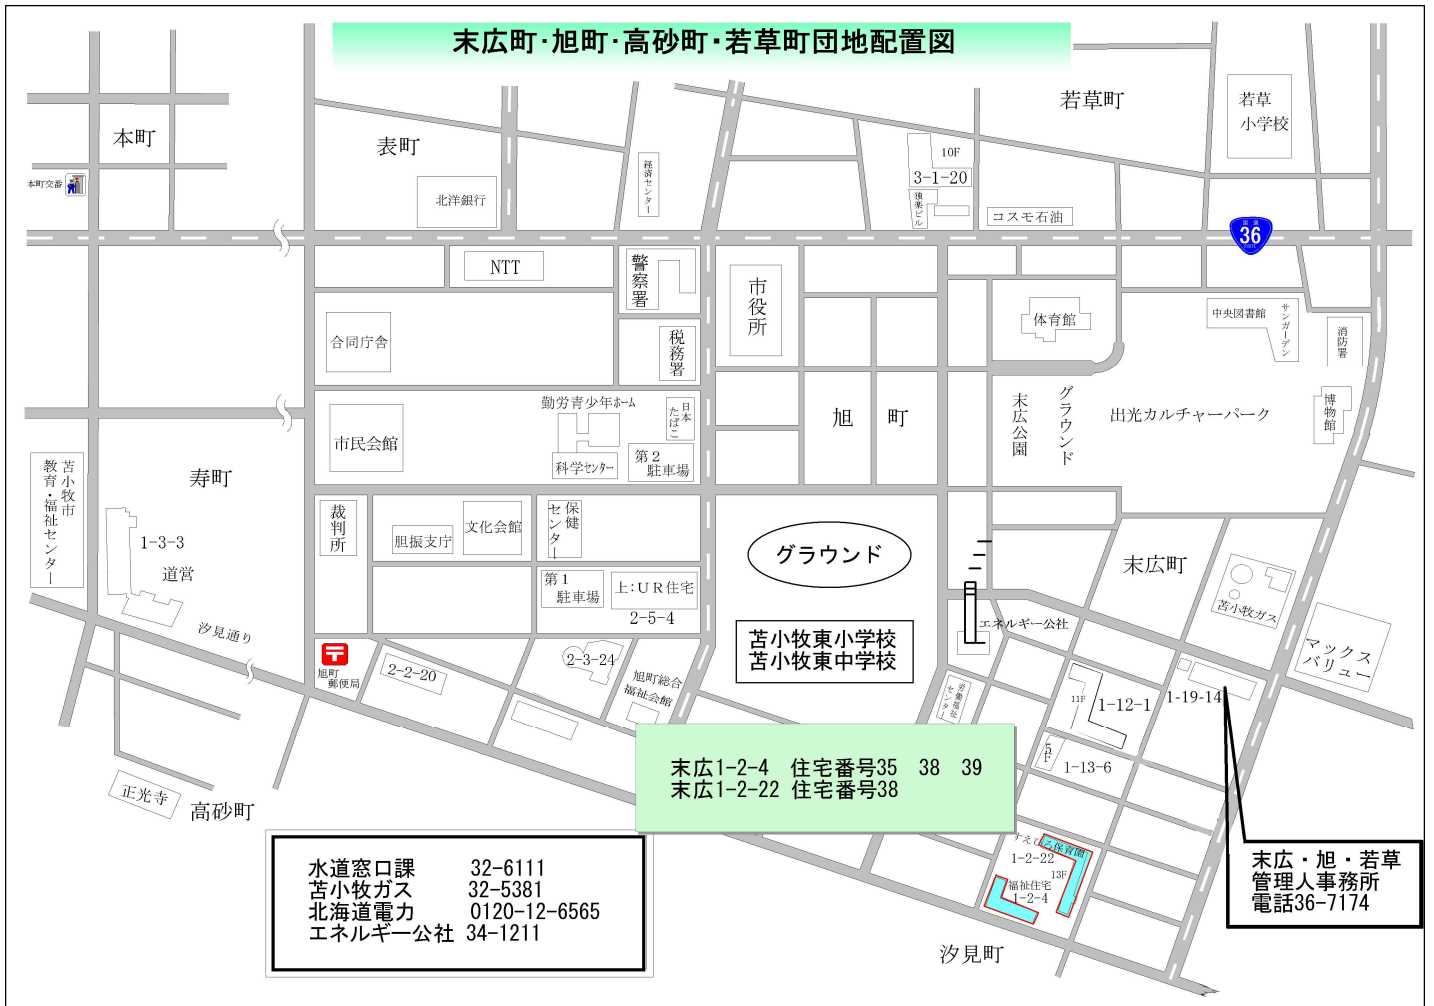 末広町・旭町・高砂町・若草町団地配置図
本町
本町交番
表町
北洋銀行
経済センター
若草町
若草
小学校
10F
3-1-20
独楽ビル
コスモ石油
36
NTT
警察署
市役所
合同庁舎
税務署
体育館
中央図書館
サンガーデン
消防署
博物館
勤労青少年ホーム
日本
たばこ
市民会館
科学センター
第2
駐車場
旭町
末広公園
グラウンド
出光カルチャーパーク
苫小牧市
教育・福祉センター
寿町
1-3-3
道営
裁判所
胆振支庁
文化会館
保健
センター
第1
駐車場
上:UR住宅
2-5-4
グラウンド
苫小牧東小学校
苫小牧東中学校
末広町
苫小牧ガス
エネルギー公社
マックス
バリュー
汐見通り
旭町
郵便局
2-2-20
2-3-24
旭町総合
福祉会館
労働福祉
センター
11F
1-12-1
1-19-14
5F
1-13-6
末広1-2-4 住宅番号35 38 39
末広1-2-22 住宅番号38
正光寺
高砂町
すえひろ保育園
1-2-22
13F
福祉住宅
1-2-4
水道窓口課 32-6111
苫小牧ガス 32-5381
北海道電力 0120-12-6565
エネルギー公社 34-1211
末広・旭・若草
管理人事務所
電話36-7174
汐見町